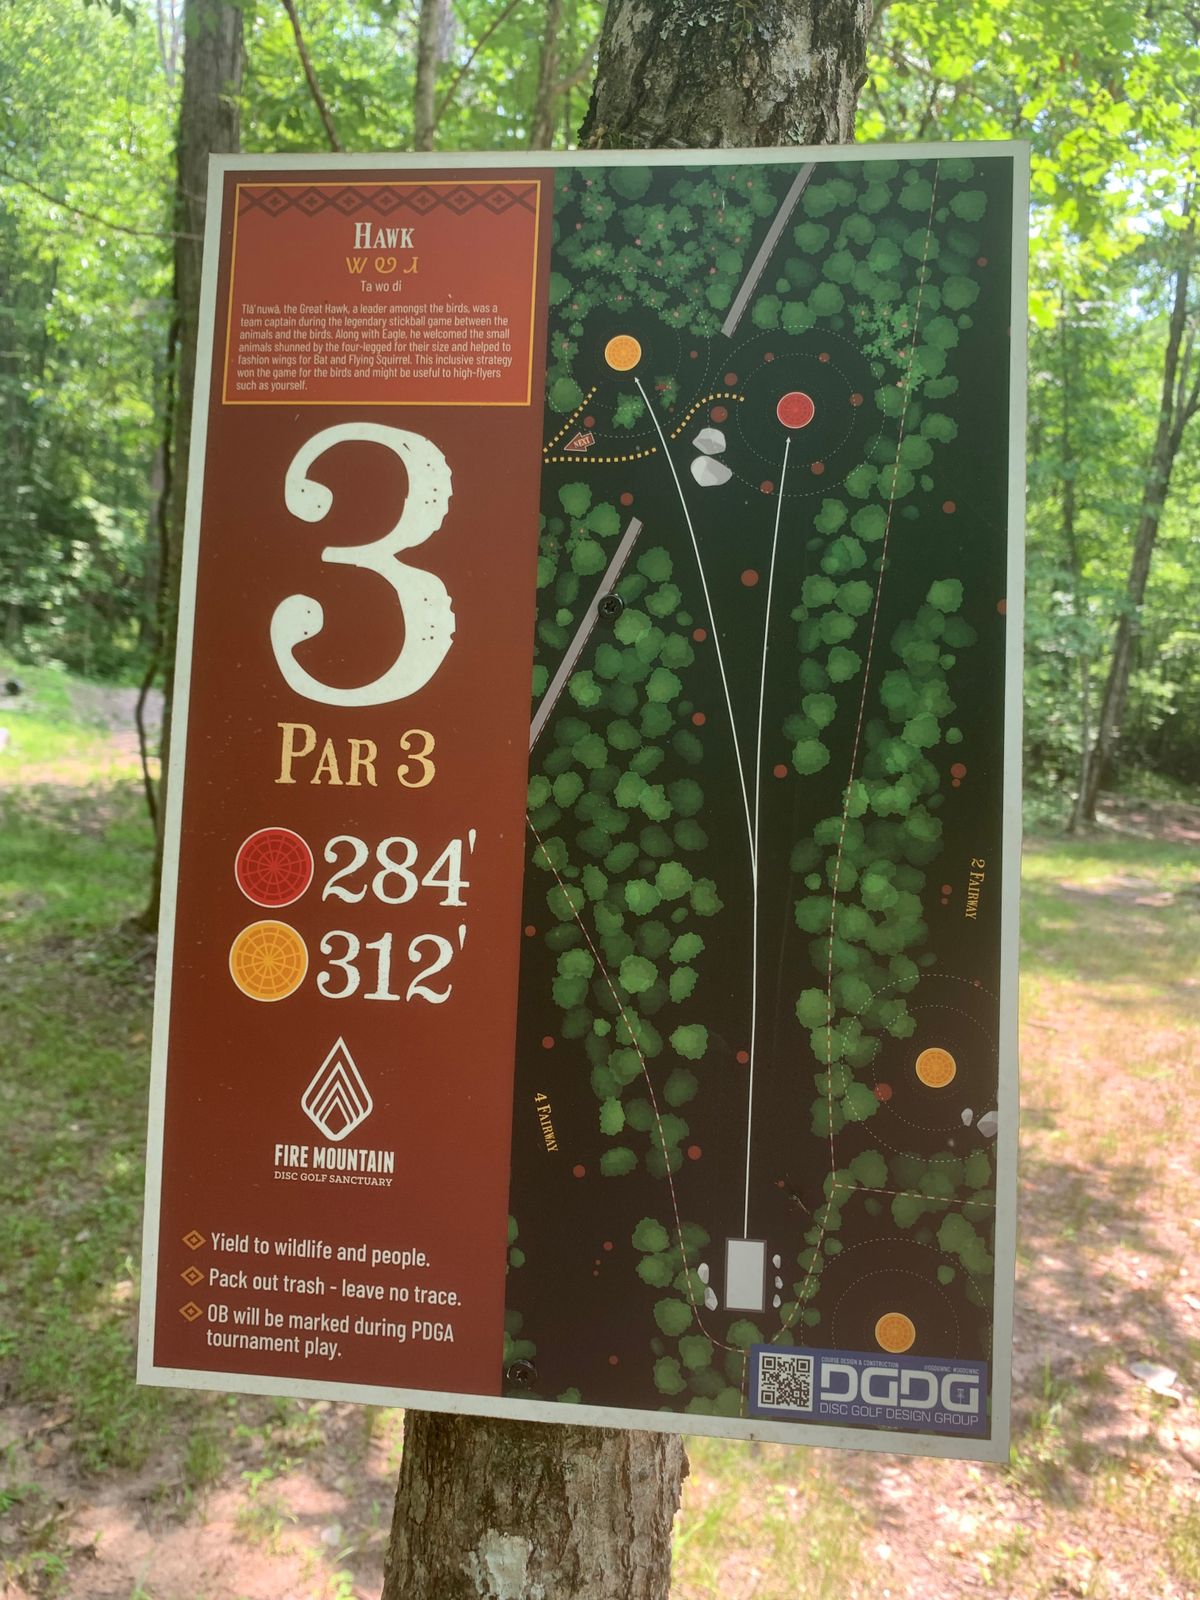 Hawk
Ꮤ Ꮼ Ꮧ
Ta wo di
Tlă'nuwă, the Great Hawk, a leader amongst the birds, was a
team captain during the legendary stickball game between the
animals and the birds. Along with Eagle, he welcomed the small
animals shunned by the four-legged for their size and helped to
fashion wings for Bat and Flying Squirrel. This inclusive strategy
won the game for the birds and might be useful to high-flyers
such as yourself.
3
Par 3
284'
312'
FIRE MOUNTAIN
DISC GOLF SANCTUARY
Yield to wildlife and people.
Pack out trash - leave no trace.
OB will be marked during PDGA
tournament play.
NEXT
2 Fairway
4 Fairway
COURSE DESIGN & CONSTRUCTION
@DGDGWNC #DGDGWNC
DGDG
DISC GOLF DESIGN GROUP